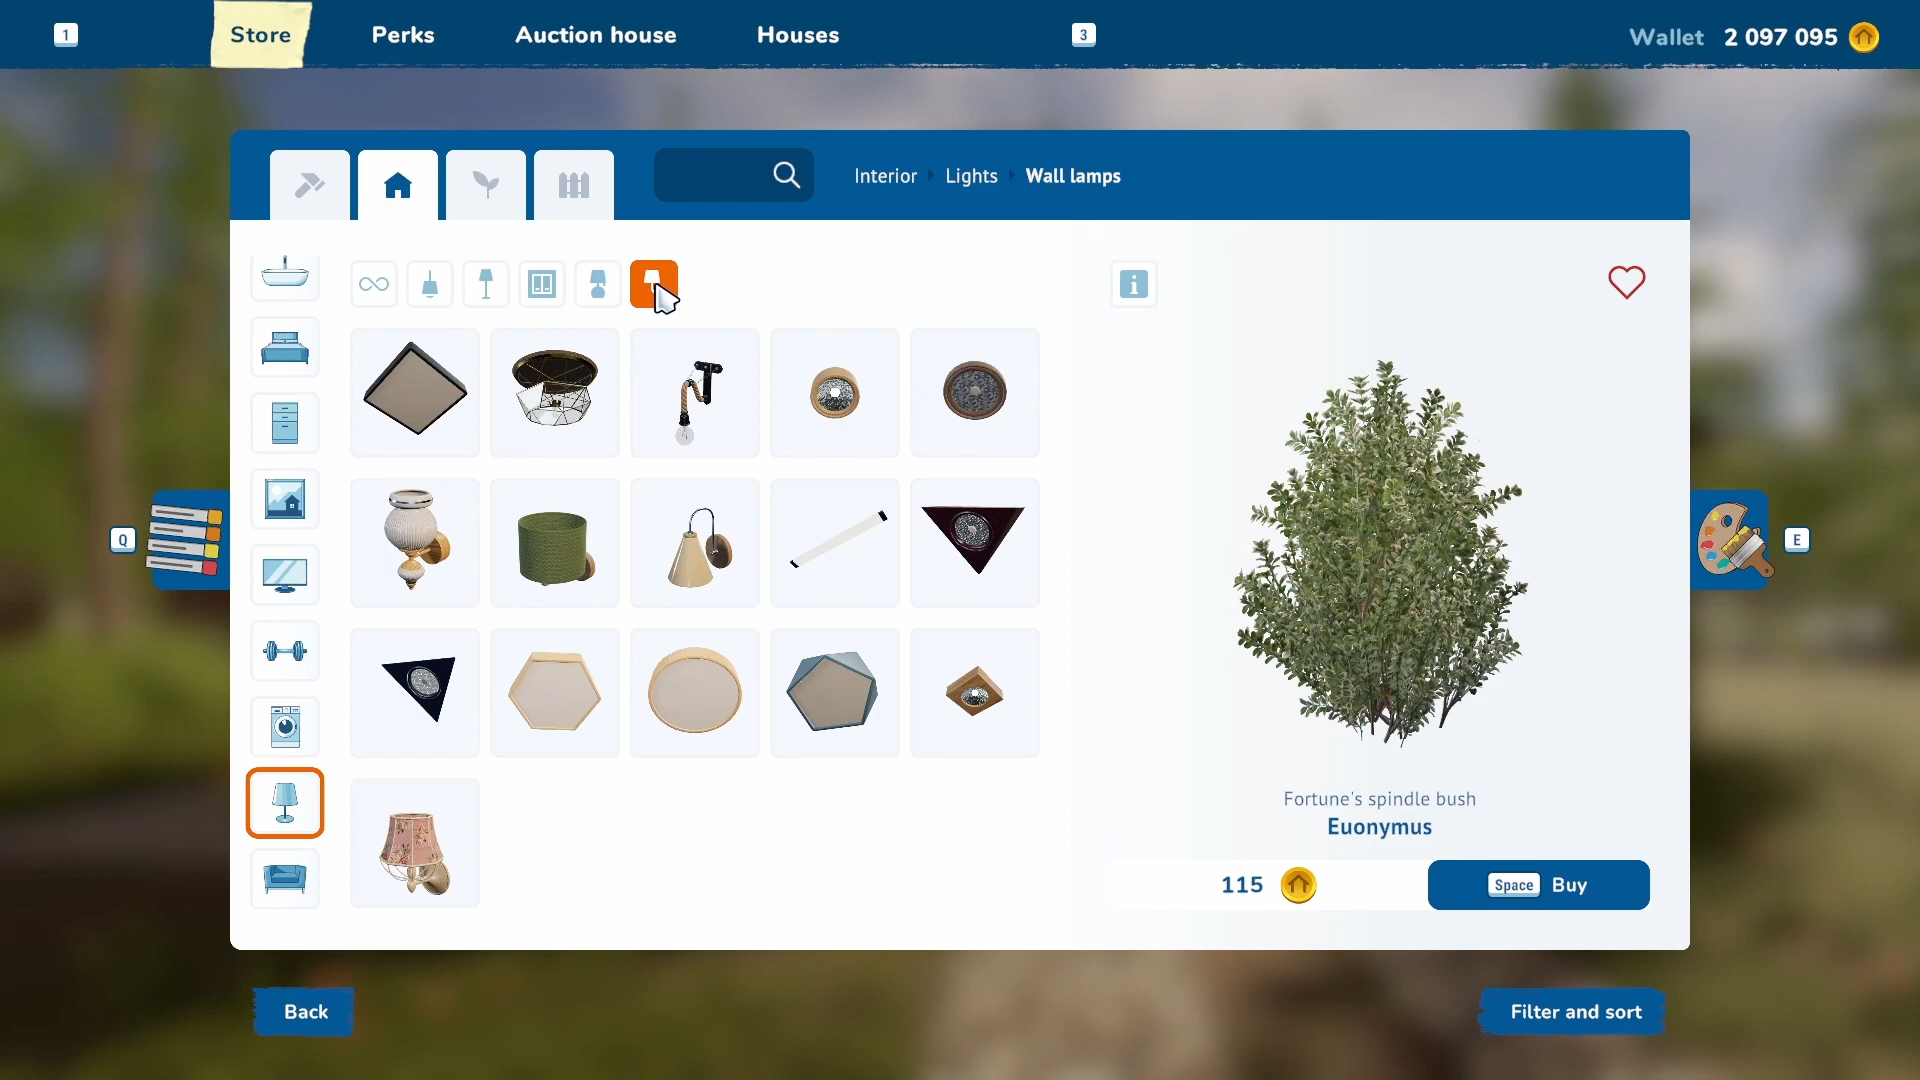 1
Store
Perks
Auction house
Houses
3
Wallet 2 097 095
Interior Lights Wall lamps
i
Q
E
Fortune's spindle bush
Euonymus
115
Space Buy
Back
Filter and sort